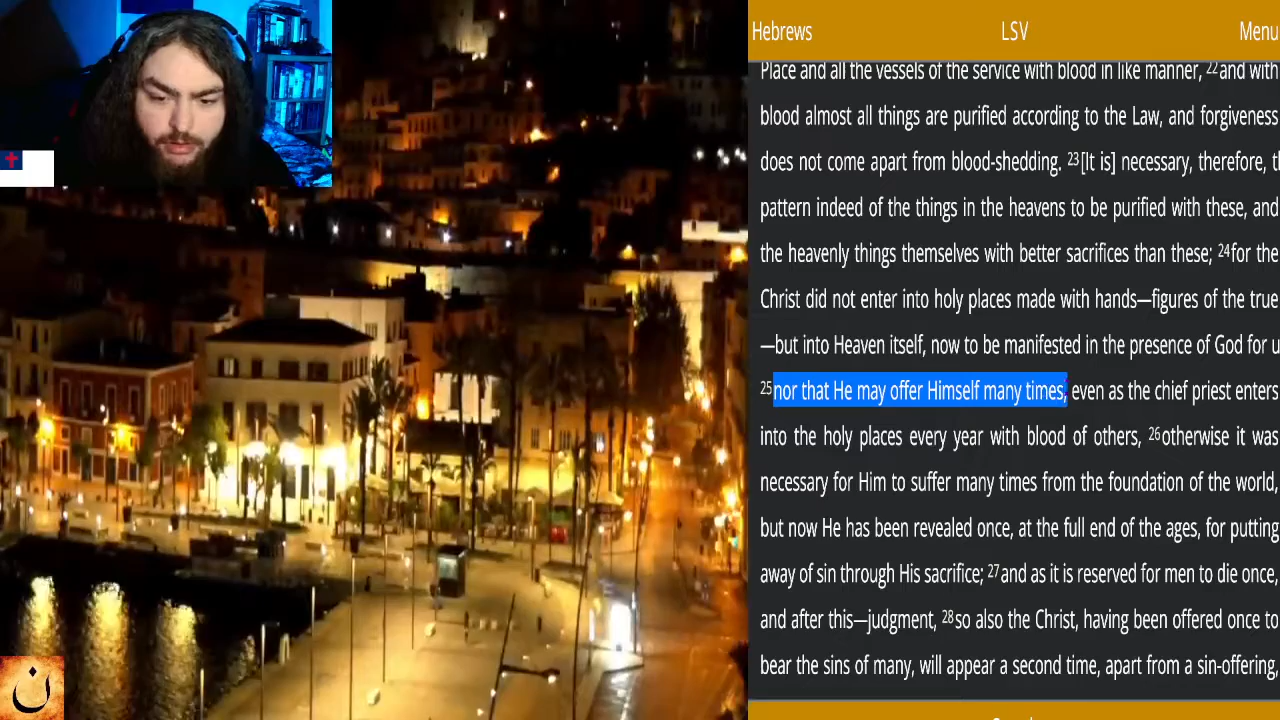 Hebrews LSV Menu
Place and all the vessels of the service with blood in like manner, 22and with
blood almost all things are purified according to the Law, and forgiveness
does not come apart from blood-shedding. 23[It is] necessary, therefore,
pattern indeed of the things in the heavens to be purified with these, and
the heavenly things themselves with better sacrifices than these; 24for the
Christ did not enter into holy places made with hands—figures of the true
—but into Heaven itself, now to be manifested in the presence of God for
25nor that He may offer Himself many times, even as the chief priest enters
into the holy places every year with blood of others, 26otherwise it was
necessary for Him to suffer many times from the foundation of the world,
but now He has been revealed once, at the full end of the ages, for putting
away of sin through His sacrifice; 27and as it is reserved for men to die once,
and after this—judgment, 28so also the Christ, having been offered once to
bear the sins of many, will appear a second time, apart from a sin-offering,
ن